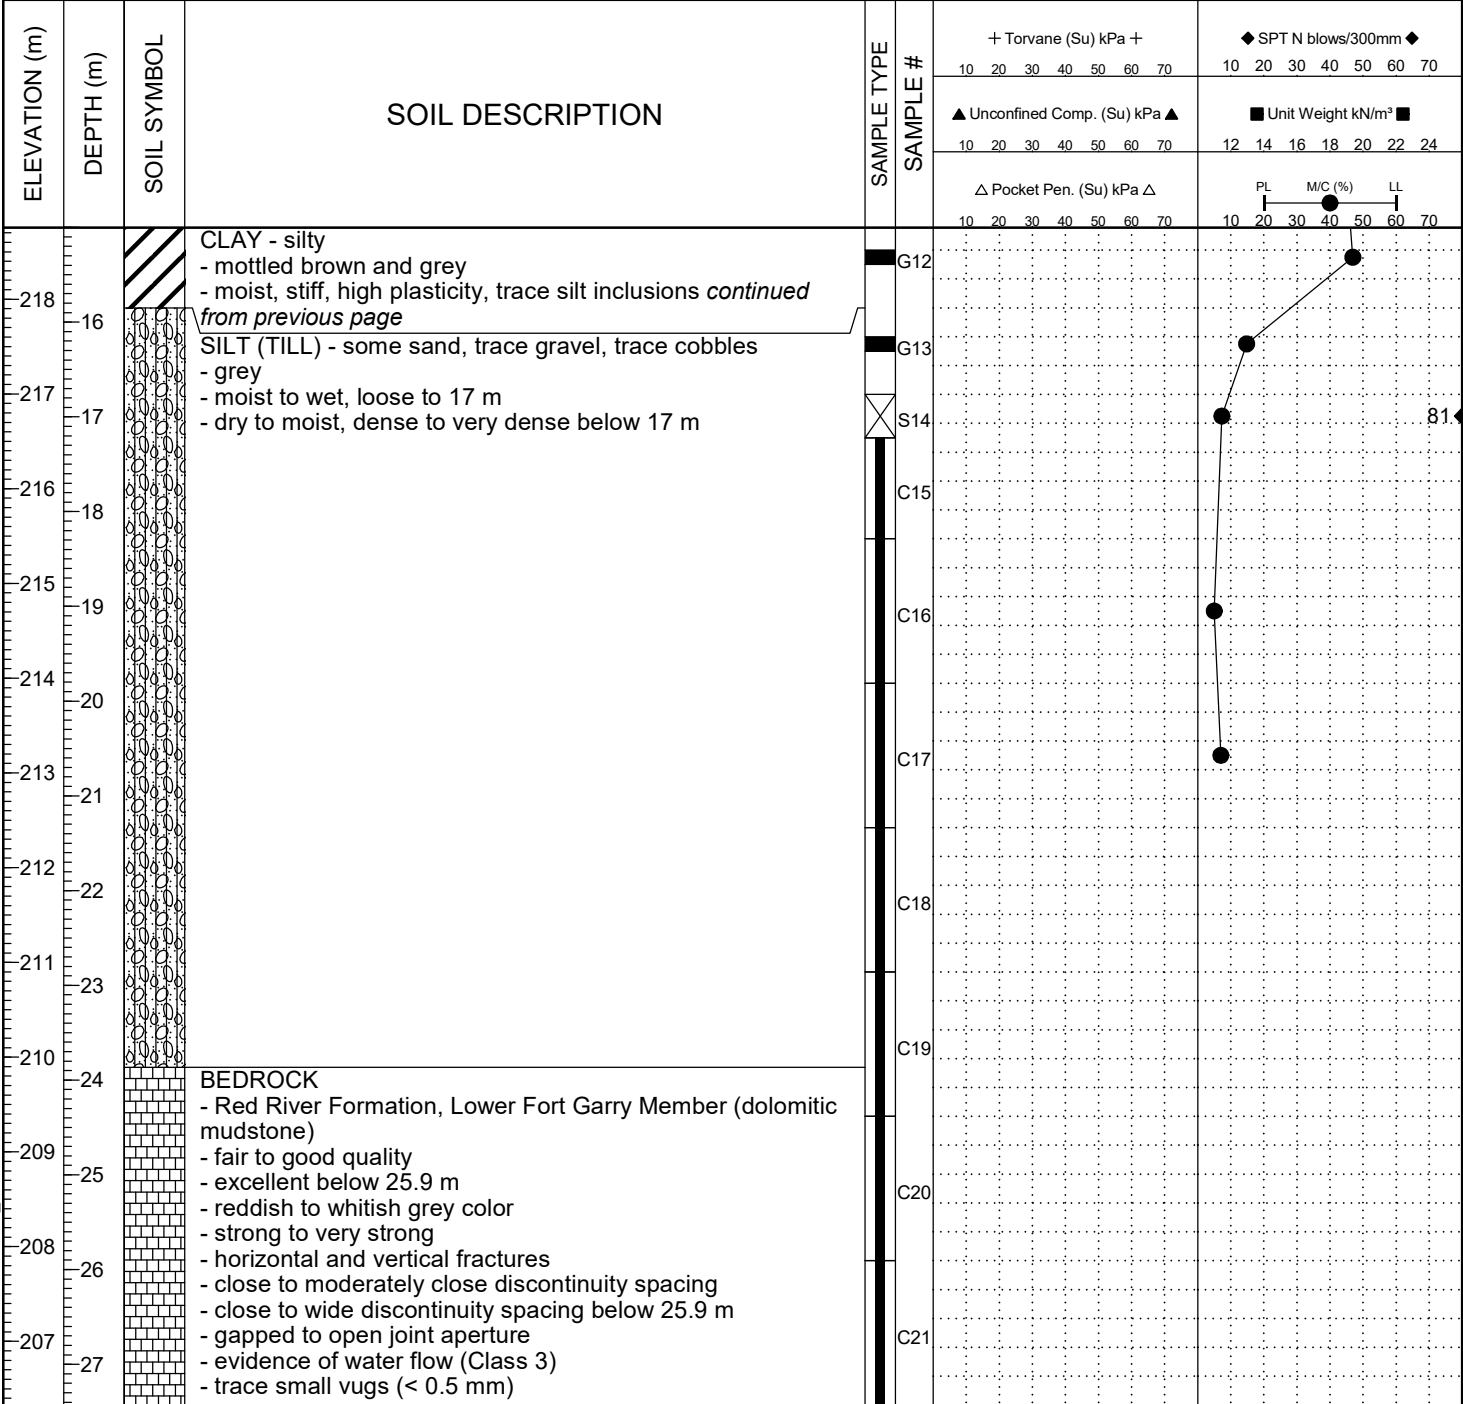 ELEVATION (m)
DEPTH (m)
SOIL SYMBOL
SOIL DESCRIPTION
SAMPLE TYPE
SAMPLE #
Torvane (Su) kPa
10 20 30 40 50 60 70
Unconfined Comp. (Su) kPa
10 20 30 40 50 60 70
Pocket Pen. (Su) kPa
10 20 30 40 50 60 70
SPT N blows/300mm
10 20 30 40 50 60 70
Unit Weight kN/m³
12 14 16 18 20 22 24
PL M/C (%) LL
10 20 30 40 50 60 70
CLAY - silty
- mottled brown and grey
- moist, stiff, high plasticity, trace silt inclusions continued
from previous page
SILT (TILL) - some sand, trace gravel, trace cobbles
- grey
- moist to wet, loose to 17 m
- dry to moist, dense to very dense below 17 m
BEDROCK
- Red River Formation, Lower Fort Garry Member (dolomitic
mudstone)
- fair to good quality
- excellent below 25.9 m
- reddish to whitish grey color
- strong to very strong
- horizontal and vertical fractures
- close to moderately close discontinuity spacing
- close to wide discontinuity spacing below 25.9 m
- gapped to open joint aperture
- evidence of water flow (Class 3)
- trace small vugs (< 0.5 mm)
218
217
216
215
214
213
212
211
210
209
208
207
16
17
18
19
20
21
22
23
24
25
26
27
G12
G13
S14
C15
C16
C17
C18
C19
C20
C21
81